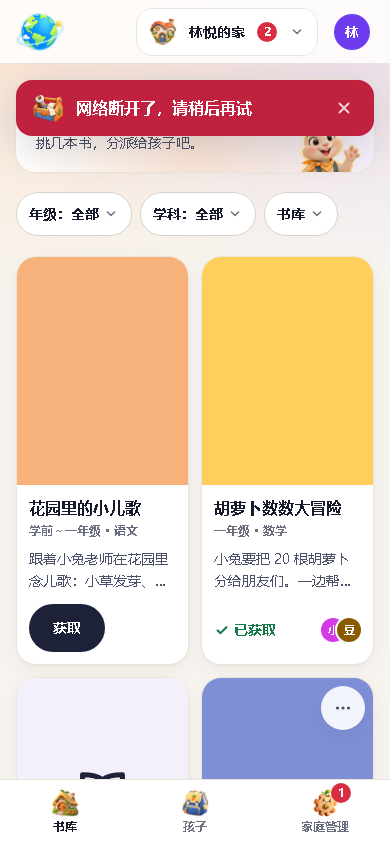 林悦的家 2
林
网络断开了，请稍后再试
挑几本书，分派给孩子吧。
年级：全部
学科：全部
书库
花园里的小儿歌
学前~一年级·语文
跟着小兔老师在花园里
念儿歌：小草发芽、...
获取
胡萝卜数数大冒险
一年级·数学
小兔要把 20 根胡萝卜
分给朋友们。一边帮...
已获取
小 豆
书库
孩子
家庭管理 1